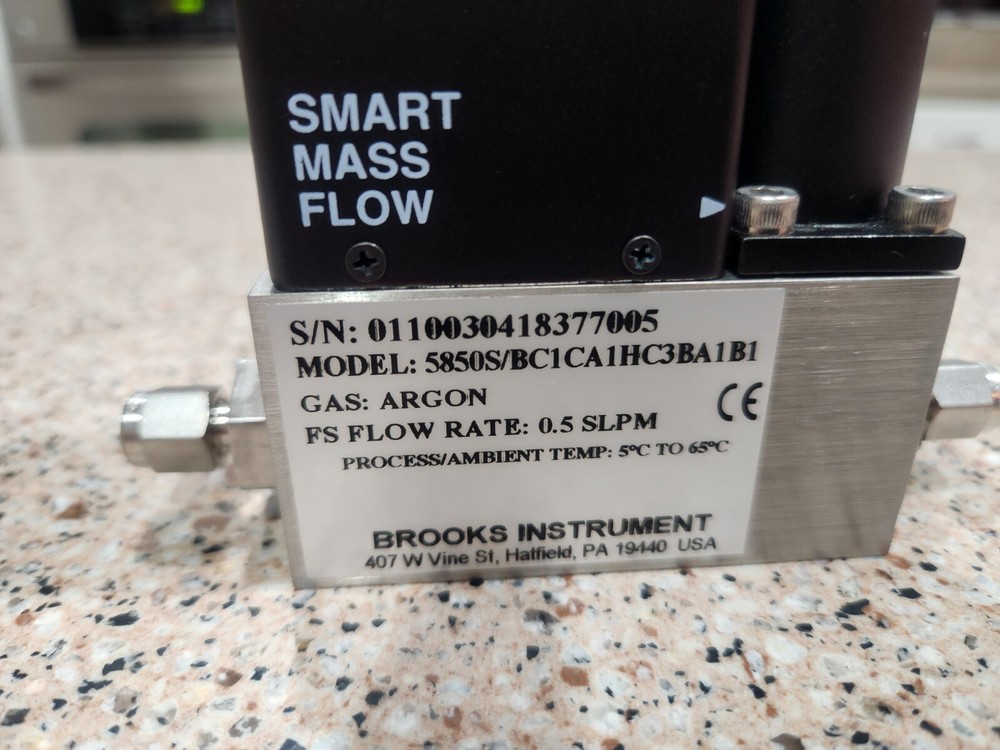 SMART
MASS
FLOW
S/N: 0110030418377005
MODEL: 5850S/BC1CA1HC3BA1B1
GAS: ARGON
CE
FS FLOW RATE: 0.5 SLPM
PROCESS/AMBIENT TEMP: 5°C TO 65°C
BROOKS INSTRUMENT
407 W Vine St, Hatfield, PA 19440 USA